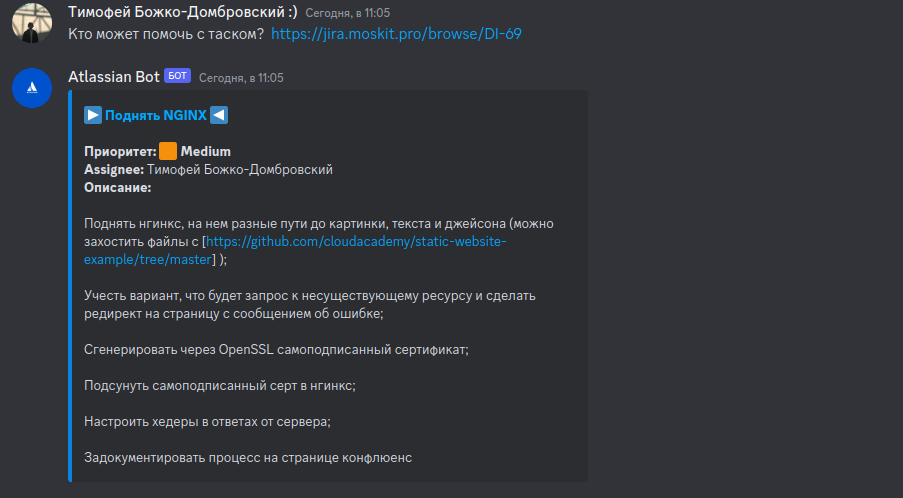 Тимофей Божко-Домбровский :) Сегодня, в 11:05
Кто может помочь с таском? https://jira.moskit.pro/browse/DI-69
Atlassian Bot БОТ Сегодня, в 11:05
Поднять NGINX
Приоритет: Medium
Assignee: Тимофей Божко-Домбровский
Описание:
Поднять нгинкс, на нем разные пути до картинки, текста и джейсона (можно
захостить файлы с [https://github.com/cloudacademy/static-website-
example/tree/master] );
Учесть вариант, что будет запрос к несуществующему ресурсу и сделать
редирект на страницу с сообщением об ошибке;
Сгенерировать через OpenSSL самоподписанный сертификат;
Подсунуть самоподписанный серт в нгинкс;
Настроить хедеры в ответах от сервера;
Задокументировать процесс на странице конфлюенс